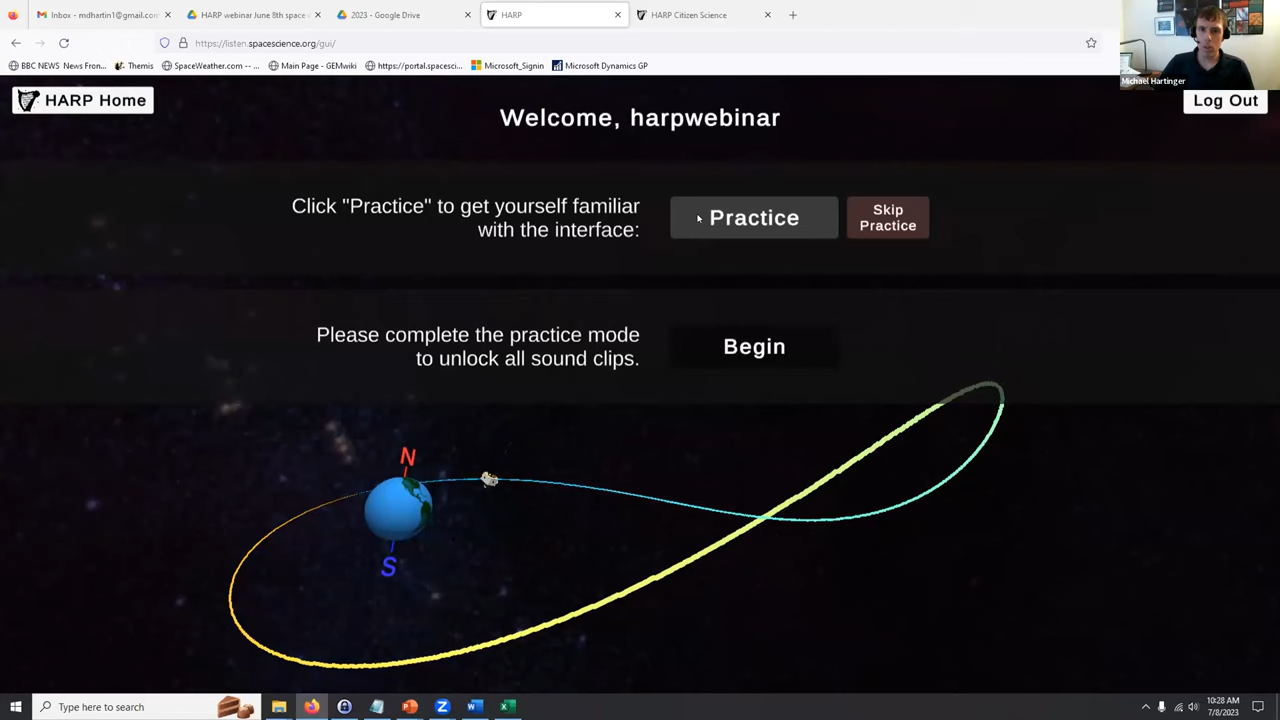 Inbox - mdhartin1@gmail.com
HARP webinar June 8th space
2023 - Google Drive
HARP
HARP Citizen Science
https://listen.spacescience.org/gui/
BBC NEWS News Fron...
Themis
SpaceWeather.com -- ...
Main Page - GEMwiki
https://portal.spacesci...
Microsoft_Signin
Microsoft Dynamics GP
Michael Hartinger
HARP Home
Log Out
Welcome, harpwebinar
Click "Practice" to get yourself familiar
with the interface:
Practice
Skip
Practice
Please complete the practice mode
to unlock all sound clips.
Begin
N
S
Type here to search
10:28 AM
7/8/2023